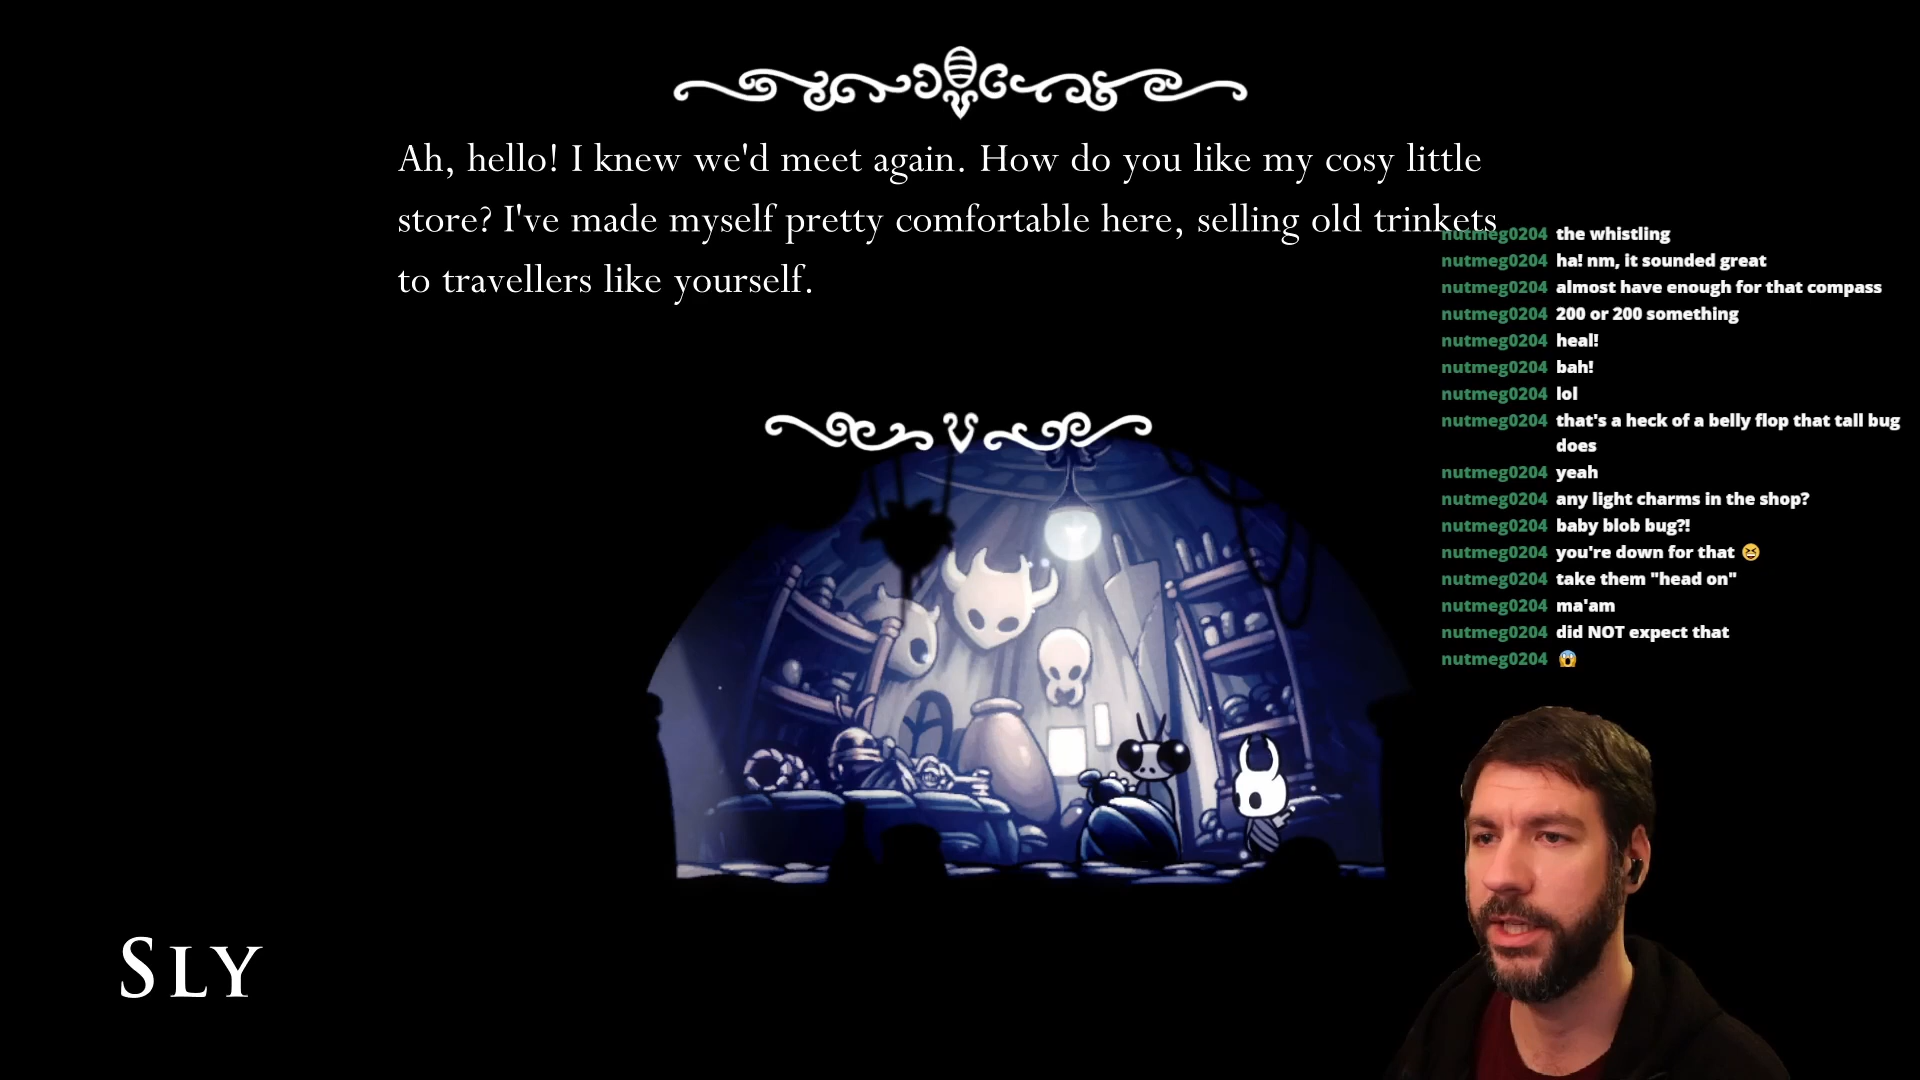 Ah, hello! I knew we'd meet again. How do you like my cosy little
store? I've made myself pretty comfortable here, selling old trinkets
to travellers like yourself.
nutmeg0204 the whistling
nutmeg0204 ha! nm, it sounded great
nutmeg0204 almost have enough for that compass
nutmeg0204 200 or 200 something
nutmeg0204 heal!
nutmeg0204 bah!
nutmeg0204 lol
nutmeg0204 that's a heck of a belly flop that tall bug
does
nutmeg0204 yeah
nutmeg0204 any light charms in the shop?
nutmeg0204 baby blob bug?!
nutmeg0204 you're down for that 😆
nutmeg0204 take them "head on"
nutmeg0204 ma'am
nutmeg0204 did NOT expect that
nutmeg0204 😱
SLY